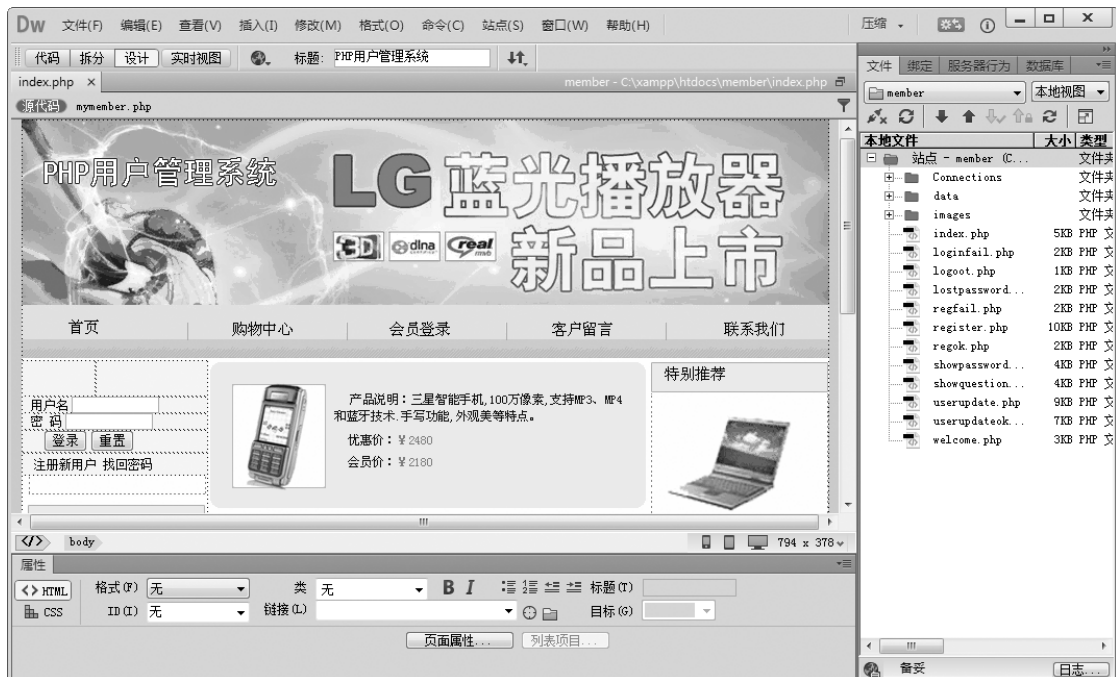 Dw 文件(F) 编辑(E) 查看(V) 插入(I) 修改(M) 格式(O) 命令(C) 站点(S) 窗口(W) 帮助(H) 压缩
代码 拆分 设计 实时视图 标题: PHP用户管理系统
index.php × member - C:\xampp\htdocs\member\index.php
源代码 mymember.php
PHP用户管理系统
LG 蓝光播放器
新品上市
3D dlna CERTIFIED real rmvb
首页 购物中心 会员登录 客户留言 联系我们
用户名
密 码
登录 重置
注册新用户 找回密码
产品说明：三星智能手机,100万像素,支持MP3、MP4
和蓝牙技术.手写功能,外观美等特点。
优惠价：¥2480
会员价：¥2180
特别推荐
body 794 x 378
属性
<> HTML 格式(F) 无 类 无 B I 标题(T)
CSS ID(I) 无 链接(L) 目标(G)
页面属性... 列表项目...
文件 绑定 服务器行为 数据库
member 本地视图
本地文件 大小 类型
站点 - member (C... 文件夹
Connections 文件夹
data 文件夹
images 文件夹
index.php 5KB PHP 文
loginfail.php 2KB PHP 文
logoot.php 1KB PHP 文
lostpassword... 2KB PHP 文
regfail.php 2KB PHP 文
register.php 10KB PHP 文
regok.php 2KB PHP 文
showpassword... 4KB PHP 文
showquestion... 4KB PHP 文
userupdate.php 9KB PHP 文
userupdateok... 7KB PHP 文
welcome.php 3KB PHP 文
备妥 日志...